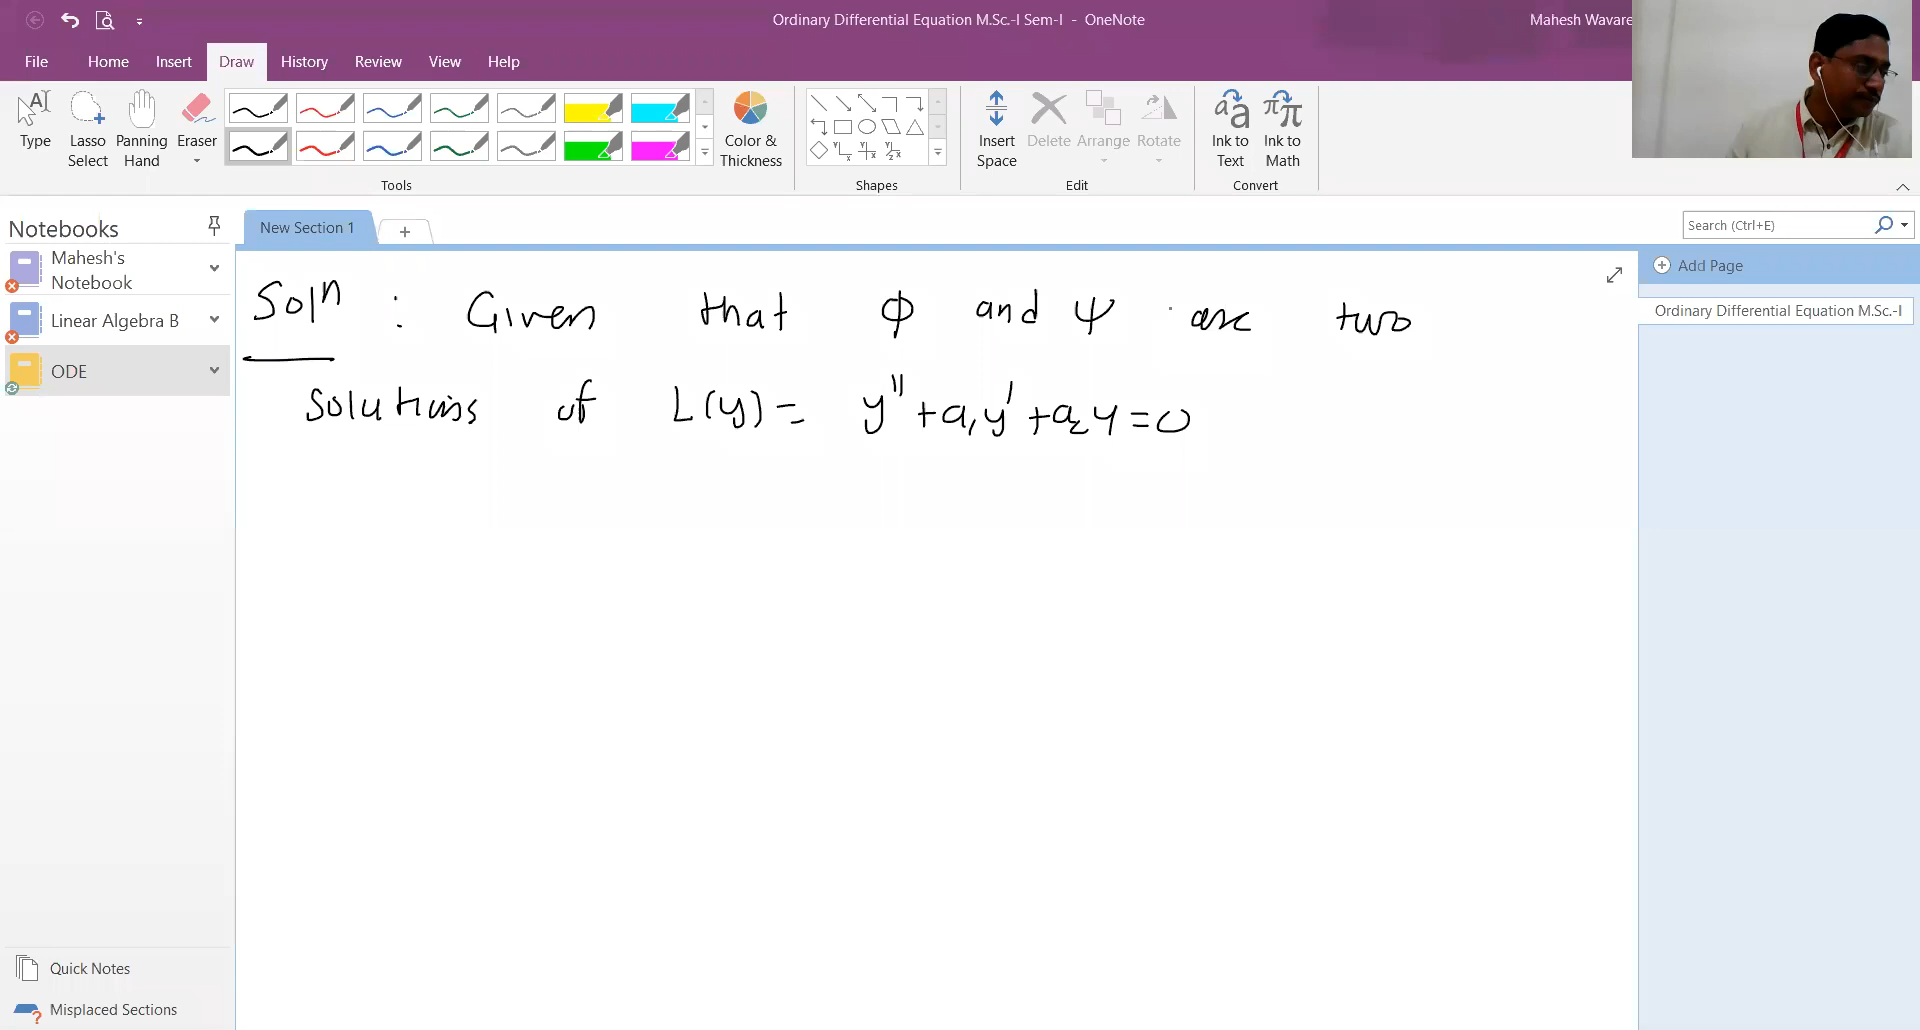 Ordinary Differential Equation M.Sc.-I Sem-I - OneNote
Mahesh Wavare
File Home Insert Draw History Review View Help
Type
Lasso Select
Panning Hand
Eraser
Color & Thickness
Insert Space
Delete
Arrange
Rotate
Ink to Text
Ink to Math
Tools
Shapes
Edit
Convert
Notebooks
New Section 1
+
Search (Ctrl+E)
Mahesh's Notebook
Linear Algebra B
ODE
Add Page
Ordinary Differential Equation M.Sc.-I
Solⁿ : Given that ϕ and ψ are two
solutions of L(y) = y'' + a₁y' + a₂y = 0
Quick Notes
Misplaced Sections